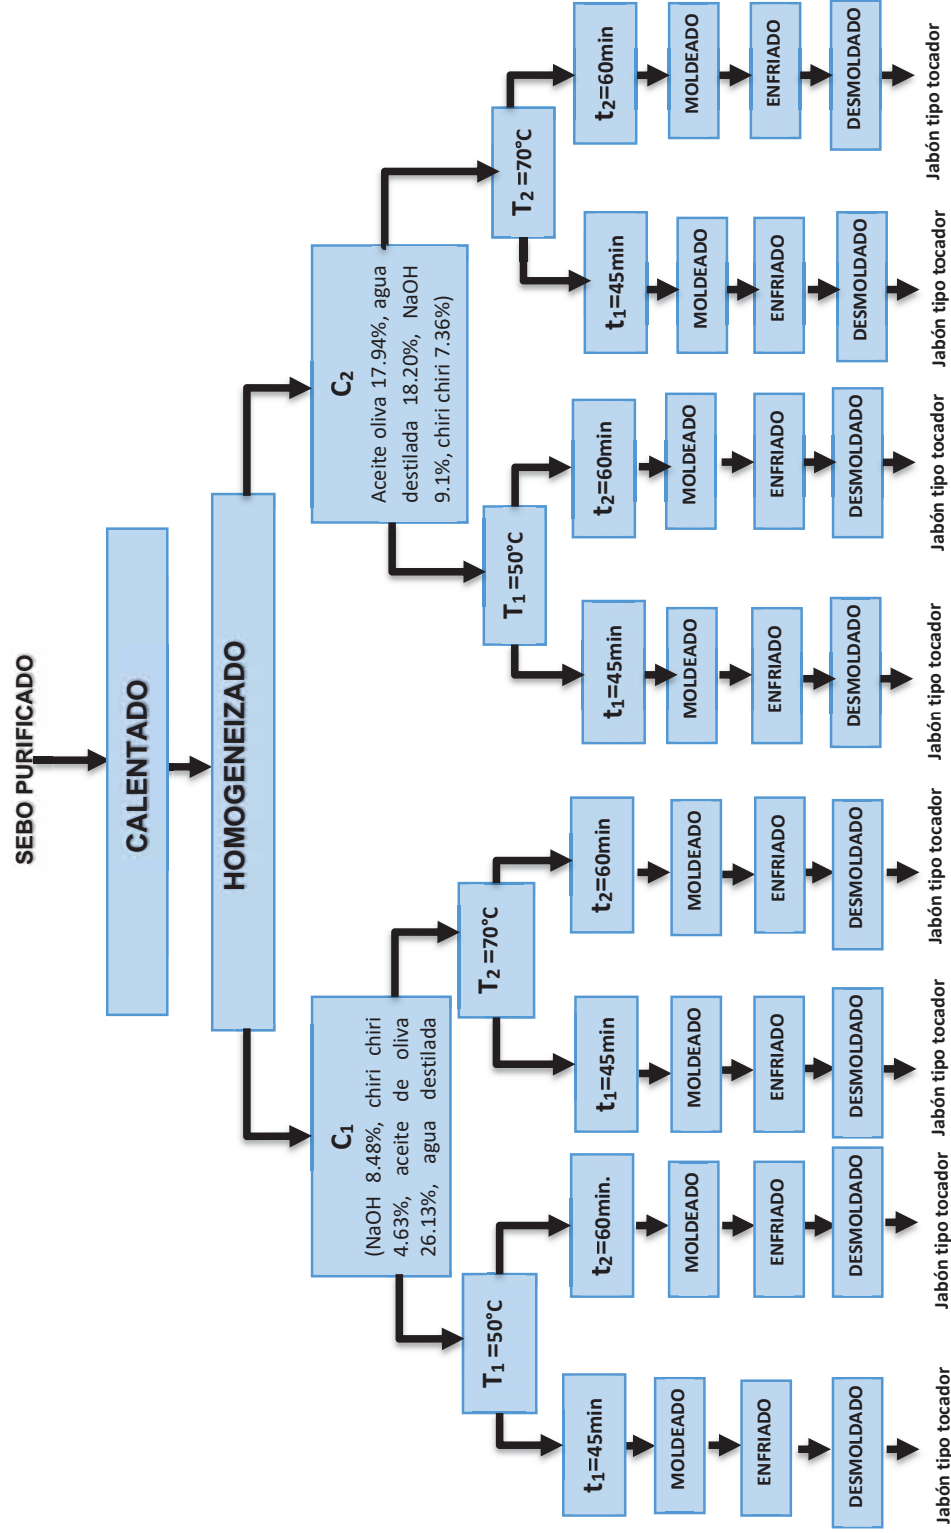 SEBO PURIFICADO
CALENTADO
HOMOGENEIZADO
C1
(NaOH 8.48%, chiri chiri
4.63%, aceite de oliva
26.13%, agua destilada
C2
Aceite oliva 17.94%, agua
destilada 18.20%, NaOH
9.1%, chiri chiri 7.36%)
T1 =50°C
T2 =70°C
T1 =50°C
T2 =70°C
t1=45min
t2=60min.
t1=45min
t2=60min
t1=45min
t2=60min
t1=45min
t2=60min
MOLDEADO
MOLDEADO
MOLDEADO
MOLDEADO
MOLDEADO
MOLDEADO
MOLDEADO
MOLDEADO
ENFRIADO
ENFRIADO
ENFRIADO
ENFRIADO
ENFRIADO
ENFRIADO
ENFRIADO
ENFRIADO
DESMOLDADO
DESMOLDADO
DESMOLDADO
DESMOLDADO
DESMOLDADO
DESMOLDADO
DESMOLDADO
DESMOLDADO
Jabón tipo tocador
Jabón tipo tocador
Jabón tipo tocador
Jabón tipo tocador
Jabón tipo tocador
Jabón tipo tocador
Jabón tipo tocador
Jabón tipo tocador